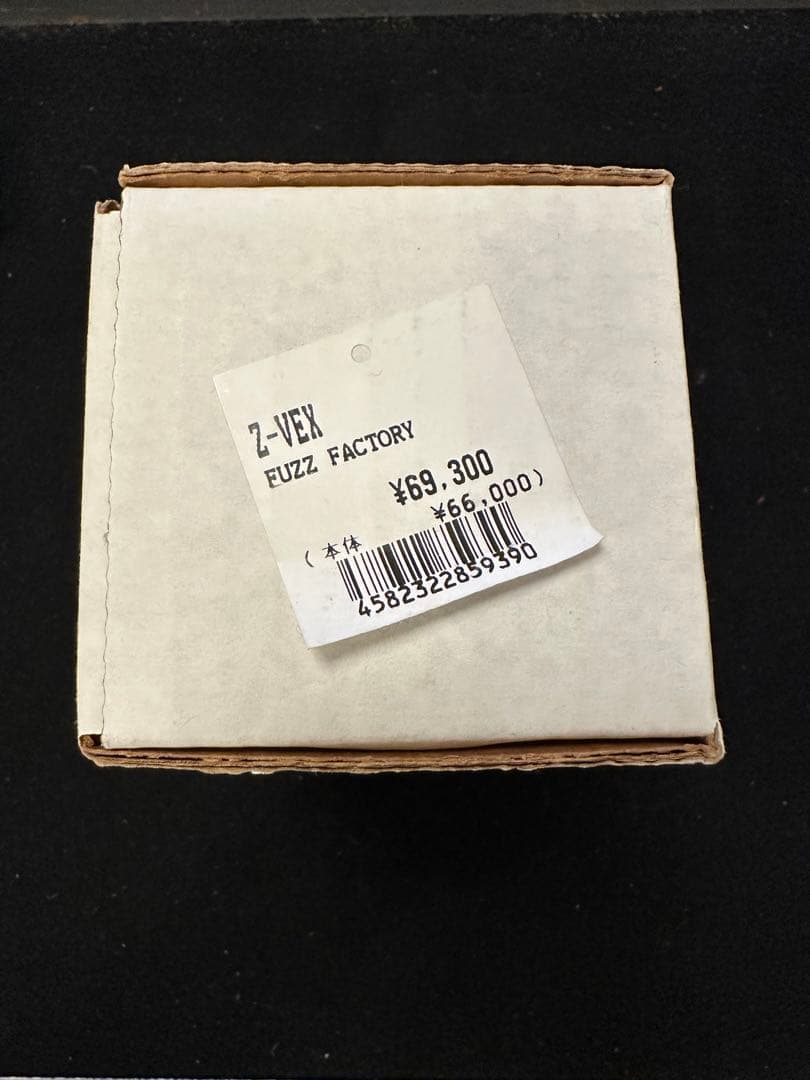 Z-VEX
FUZZ FACTORY
¥69,300
(本体 ¥66,000)
4582322859390